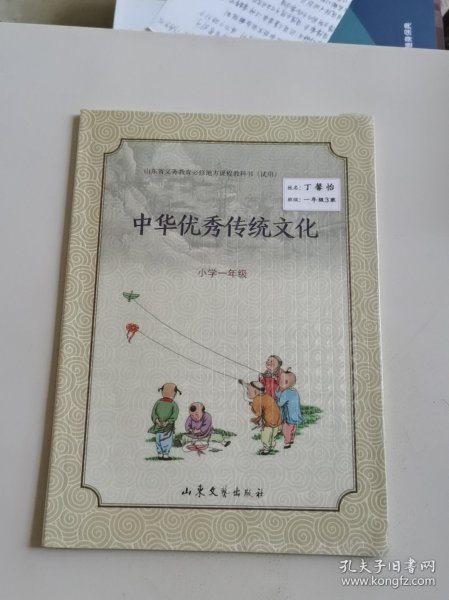 山东省义务教育必修地方课程教科书（试用）
姓名：丁馨怡
班级：一年级3班
中华优秀传统文化
小学一年级
山东文艺出版社
孔夫子旧书网
www.kongfz.com